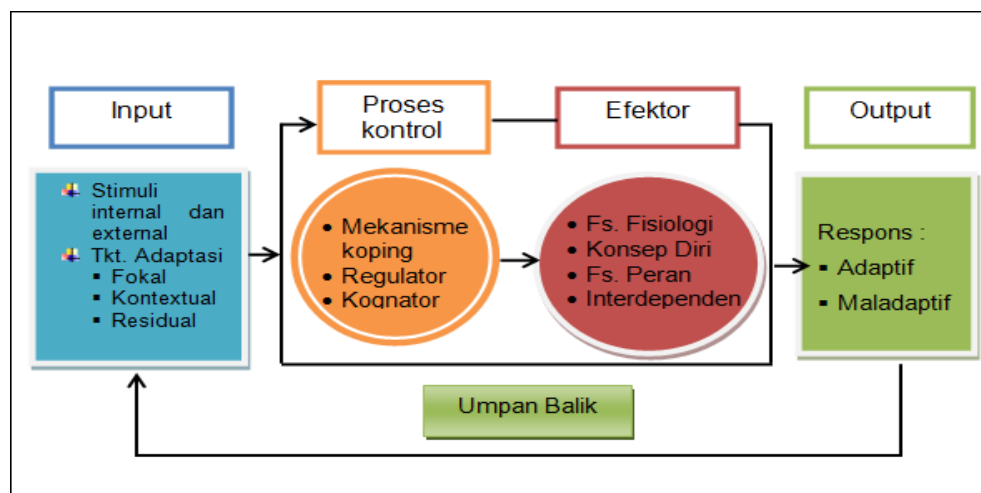 Input
Proses
kontrol
Efektor
Output
Stimuli
internal dan
external
Tkt. Adaptasi
▪ Fokal
▪ Kontextual
▪ Residual
• Mekanisme
koping
• Regulator
• Kognator
• Fs. Fisiologi
• Konsep Diri
• Fs. Peran
• Interdependen
Respons :
▪ Adaptif
▪ Maladaptif
Umpan Balik